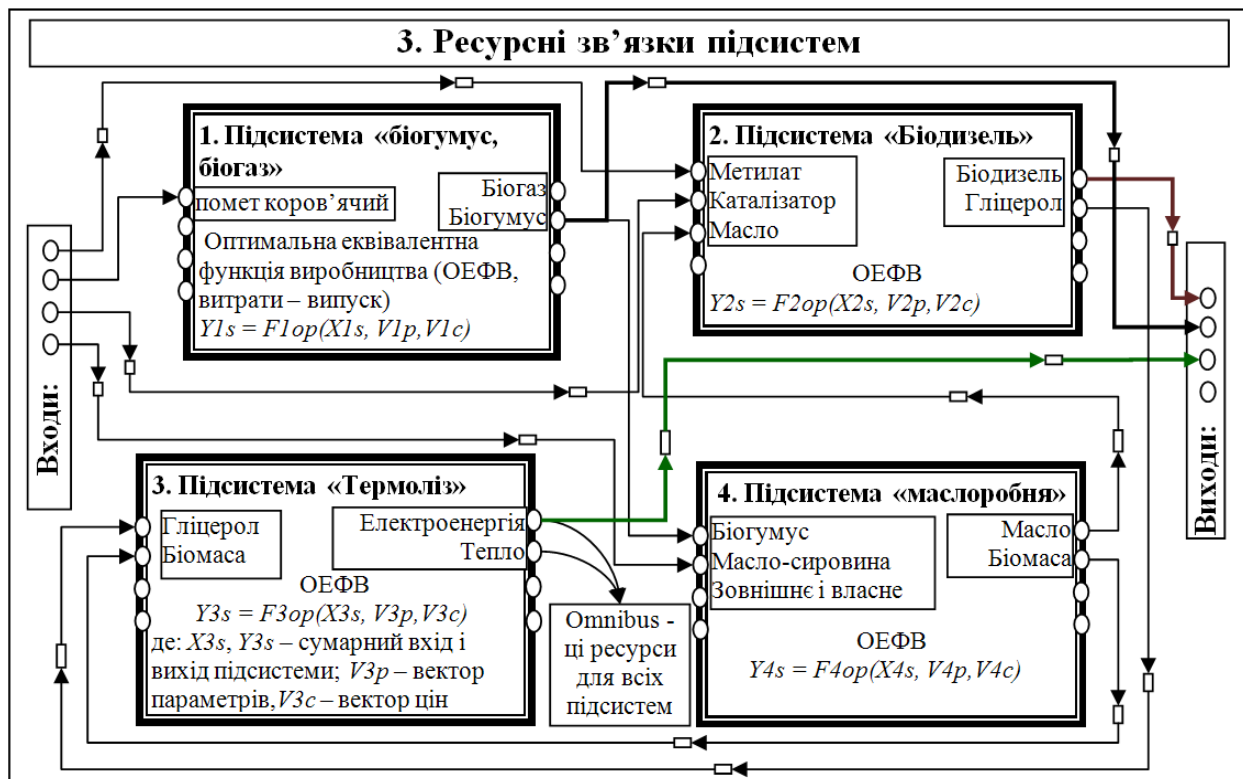 3. Ресурсні зв’язки підсистем
Входи:
1. Підсистема «біогумус,
біогаз»
помет коров’ячий
Біогаз
Біогумус
Оптимальна еквівалентна
функція виробництва (ОЕФВ,
витрати – випуск)
Y1s = F1op(X1s, V1p,V1c)
2. Підсистема «Біодизель»
Метилат
Каталізатор
Масло
Біодизель
Гліцерол
ОЕФВ
Y2s = F2op(X2s, V2p,V2c)
3. Підсистема «Термоліз»
Гліцерол
Біомаса
Електроенергія
Тепло
ОЕФВ
Y3s = F3op(X3s, V3p,V3c)
де: X3s, Y3s – сумарний вхід і
вихід підсистеми; V3p – вектор
параметрів,V3c – вектор цін
Omnibus -
ці ресурси
для всіх
підсистем
4. Підсистема «маслоробня»
Біогумус
Масло-сировина
Зовнішнє і власне
Масло
Біомаса
ОЕФВ
Y4s = F4op(X4s, V4p,V4c)
Виходи: